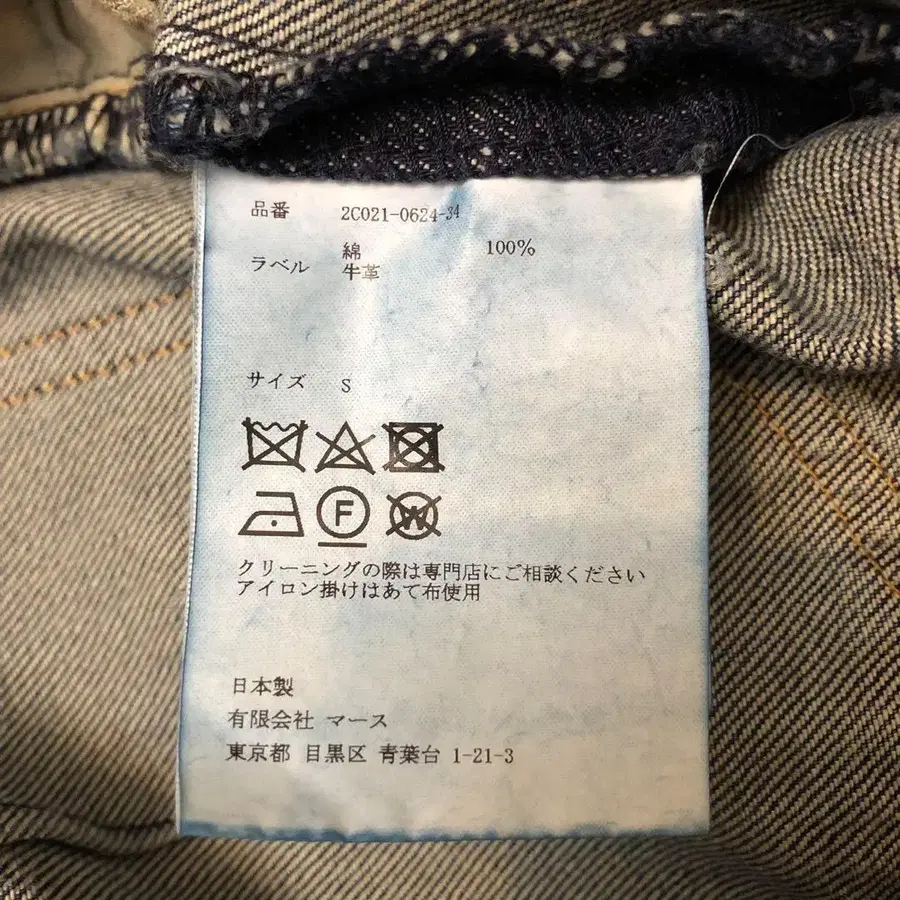 品番 2C021-0624-34
綿 100%
ラベル 牛革
サイズ S
F W
クリーニングの際は専門店にご相談ください
アイロン掛けはあて布使用
日本製
有限会社 マース
東京都 目黒区 青葉台 1-21-3